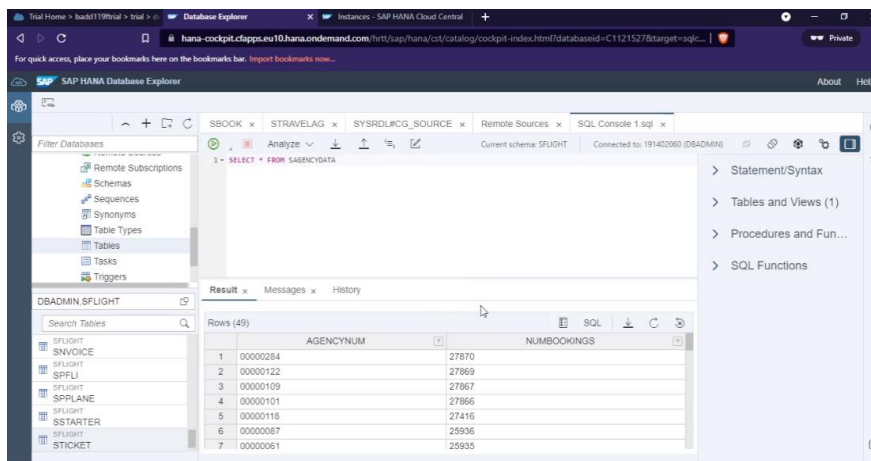 Trial Home > badd119ftrial > trial > d
Database Explorer
Instances - SAP HANA Cloud Central
hana-cockpit.cfapps.eu10.hana.ondemand.com/hrtt/sap/hana/cst/catalog/cockpit-index.html?databaseid=C1121527&target=sqlc...
Private
For quick access, place your bookmarks here on the bookmarks bar. Import bookmarks now...
SAP SAP HANA Database Explorer
About Hel
SBOOK
STRAVELAG
SYSRDL#CG_SOURCE
Remote Sources
SQL Console 1.sql
Filter Databases
Analyze
Current schema: SFLIGHT
Connected to: 191402060 (DBADMIN)
Remote Subscriptions
Schemas
Sequences
Synonyms
Table Types
Tables
Tasks
Triggers
1 SELECT * FROM SAGENCYDATA
Statement/Syntax
Tables and Views (1)
Procedures and Fun...
SQL Functions
DBADMIN,SFLIGHT
Search Tables
SFLIGHT
SNVOICE
SFLIGHT
SPFLI
SFLIGHT
SPPLANE
SFLIGHT
SSTARTER
SFLIGHT
STICKET
Result
Messages
History
Rows (49)
SQL
AGENCYNUM NUMBOOKINGS
1 00000284 27870
2 00000122 27869
3 00000109 27867
4 00000101 27866
5 00000118 27416
6 00000087 25936
7 00000061 25935